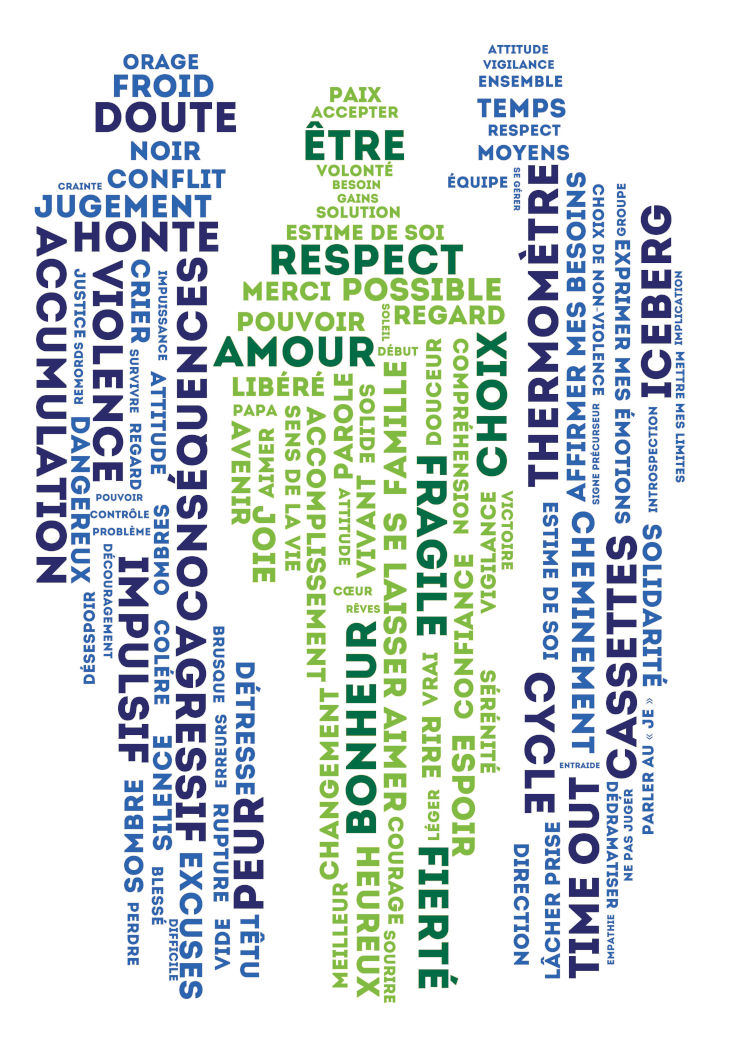 ORAGE
FROID
DOUTE
NOIR
CRAINTE CONFLIT
JUGEMENT
HONTE
ACCUMULATION
JUSTICE
REMORDS
DANGEREUX
DÉSESPOIR
VIOLENCE
CRIER
SURVIVRE
REGARD
IMPUISSANCE
ATTITUDE
CONSÉQUENCES
POUVOIR
CONTRÔLE
PROBLÈME
DÉCOURAGEMENT
IMPULSIF
OMBRES
COLÉRE
SILENCE
SOMBRE
PERDRE
BLESSÉ
DIFFICILE
AGRESSIF
EXCUSES
BRUSQUE
EREURS
RUPTURE
VIDE
DÉTRESSE
PEUR
TÊTU
PAIX
ACCEPTER
ÊTRE
VOLONTÉ
BESOIN
GAINS
SOLUTION
ESTIME DE SOI
RESPECT
MERCI POSSIBLE
POUVOIR
SOLEIL
REGARD
AMOUR DÉBUT
LIBÉRÉ
PAPA
AVENIR
AIMER
JOIE
SENS DE LA VIE
ACCOMPLISSEMENT
CHANGEMENT
MEILLEUR
PAROLE
ATTITUDE
SOLIDE
VIVANT
CŒUR
RÊVES
BONHEUR
HEUREUX
FAMILLE
SE LAISSER AIMER
COURAGE
SOURIRE
DOUCEUR
FRAGILE
VRAI
RIRE
LÉGER
FIERTÉ
COMPRÉHENSION
CONFIANCE
ESPOIR
CHOIX
VIGILANCE
VICTOIRE
SÉRÉNITÉ
ATTITUDE
VIGILANCE
ENSEMBLE
TEMPS
RESPECT
MOYENS
ÉQUIPE
SE GÉRER
THERMOMÈTRE
ESTIME DE SOI
CYCLE
DIRECTION
LÂCHER PRISE
AFFIRMER MES BESOINS
CHEMINEMENT
ENTRAIDE
TIME OUT
CHOIX DE NON-VIOLENCE
SIGNE PRÉCURSEUR
GROUPE
EXPRIMER MES ÉMOTIONS
CASSETTES
DÉDRAMATISER
EMPATHIE
NE PAS JUGER
ICEBERG
INTROSPECTION
SOLIDARITÉ
PARLER AU « JE »
IMPLICATION
METTRE MES LIMITES